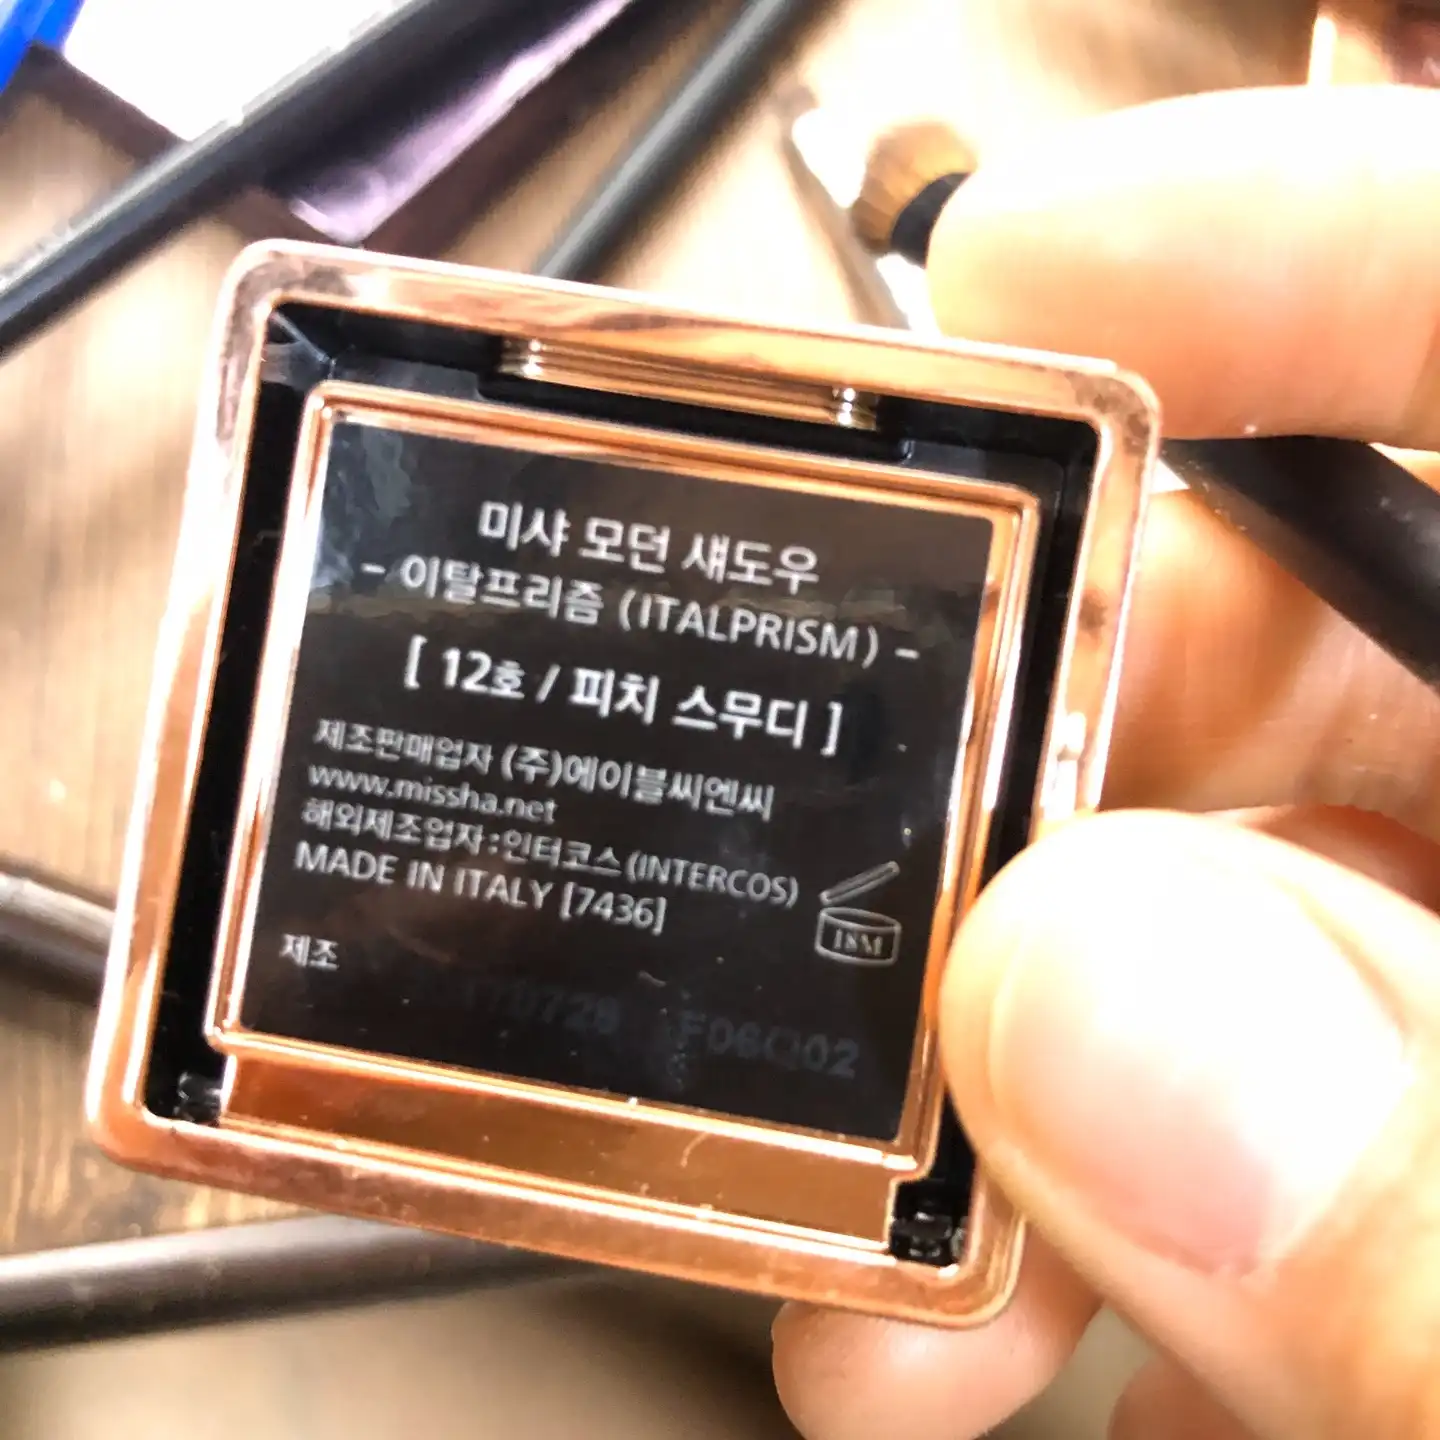 미샤 모던 섀도우
- 이탈프리즘 (ITALPRISM) -
[ 12호 / 피치 스무디 ]
제조판매업자 (주)에이블씨엔씨
www.missha.net
해외제조업자:인터코스(INTERCOS)
MADE IN ITALY [7436]
18M
제조